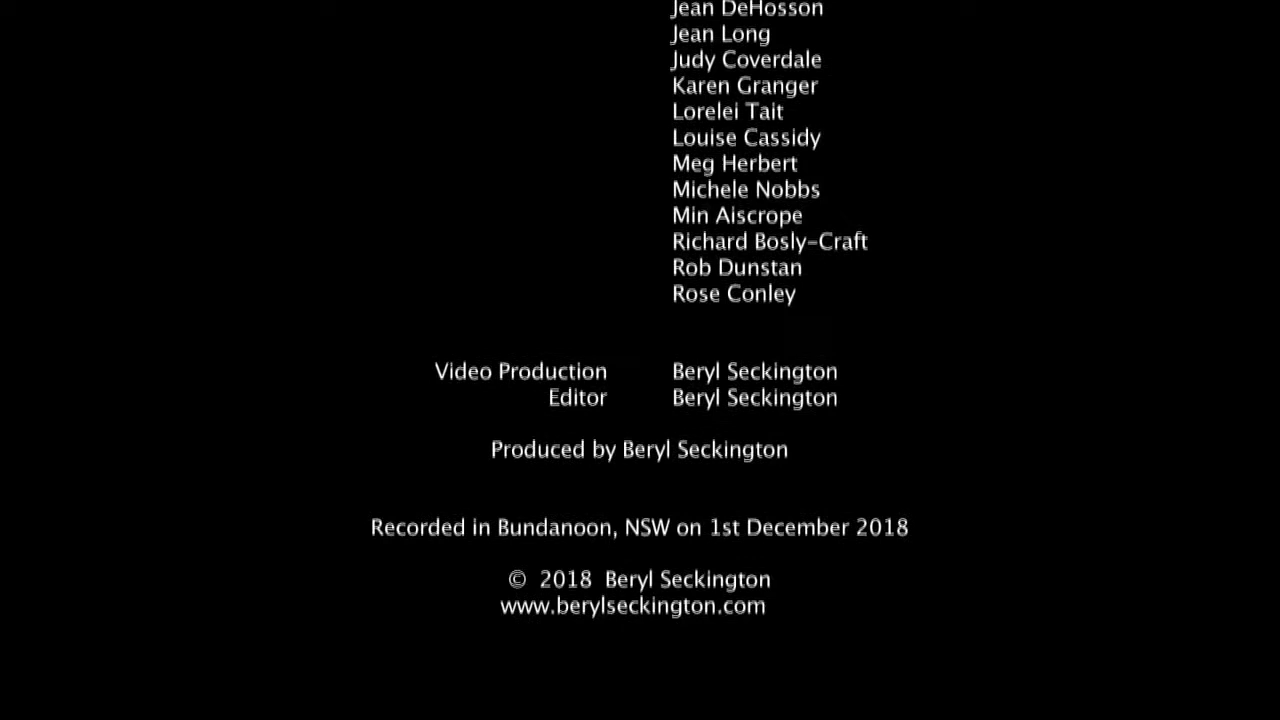 Jean DeHosson
Jean Long
Judy Coverdale
Karen Granger
Lorelei Tait
Louise Cassidy
Meg Herbert
Michele Nobbs
Min Aiscrope
Richard Bosly-Craft
Rob Dunstan
Rose Conley
Video Production Beryl Seckington
Editor Beryl Seckington
Produced by Beryl Seckington
Recorded in Bundanoon, NSW on 1st December 2018
© 2018 Beryl Seckington
www.berylseckington.com